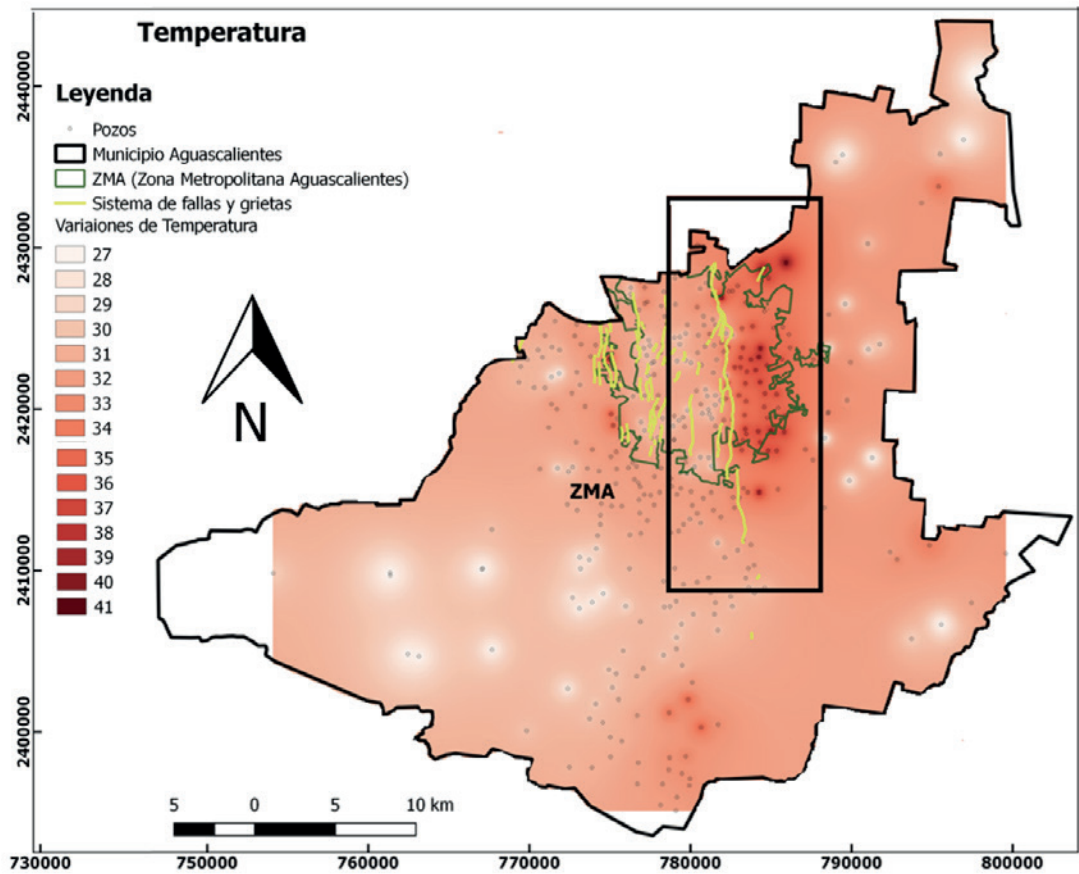 Temperatura
Leyenda
Pozos
Municipio Aguascalientes
ZMA (Zona Metropolitana Aguascalientes)
Sistema de fallas y grietas
Variaiones de Temperatura
27
28
29
30
31
32
33
34
35
36
37
38
39
40
41
N
ZMA
5 0 5 10 km
2440000
2430000
2420000
2410000
2400000
730000 750000 760000 770000 780000 790000 800000